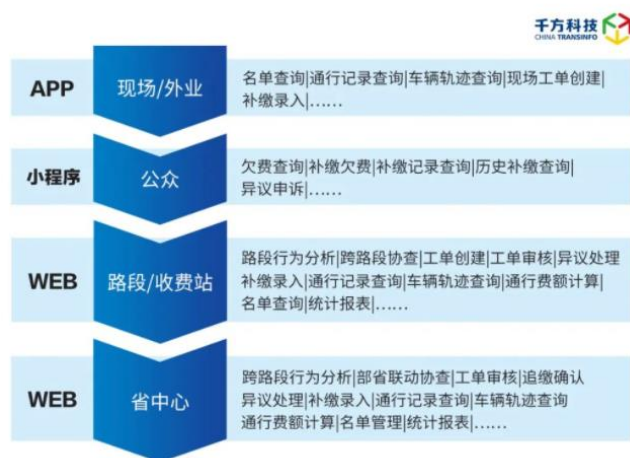 千方科技
CHINA TRANSINFO
APP
现场/外业
名单查询|通行记录查询|车辆轨迹查询|现场工单创建|
补缴录入|……
小程序
公众
欠费查询|补缴欠费|补缴记录查询|历史补缴查询|
异议申诉|……
WEB
路段/收费站
路段行为分析|跨路段协查|工单创建|工单审核|异议处理
补缴录入|通行记录查询|车辆轨迹查询|通行费额计算|
名单查询|统计报表|……
WEB
省中心
跨路段行为分析|部省联动协查|工单审核|追缴确认
异议处理|补缴录入|通行记录查询|车辆轨迹查询
通行费额计算|名单管理|统计报表|……